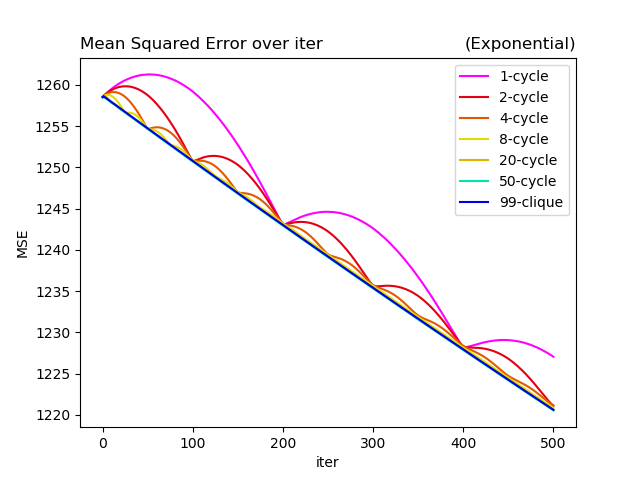 Mean Squared Error over iter
(Exponential)
1-cycle
2-cycle
4-cycle
8-cycle
20-cycle
50-cycle
99-clique
MSE
1260
1255
1250
1245
1240
1235
1230
1225
1220
0 100 200 300 400 500
iter